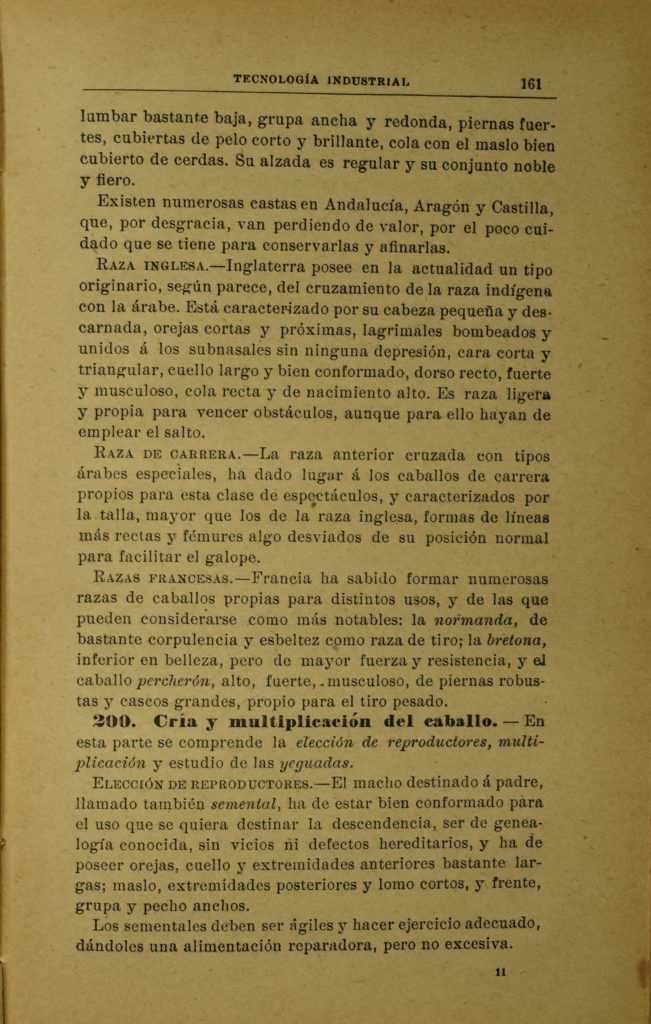 TECNOLOGÍA INDUSTRIAL 161
lumbar bastante baja, grupa ancha y redonda, piernas fuer-
tes, cubiertas de pelo corto y brillante, cola con el maslo bien
cubierto de cerdas. Su alzada es regular y su conjunto noble
y fiero.
Existen numerosas castas en Andalucía, Aragón y Castilla,
que, por desgracia, van perdiendo de valor, por el poco cui-
dado que se tiene para conservarlas y afinarlas.
RAZA INGLESA.—Inglaterra posee en la actualidad un tipo
originario, según parece, del cruzamiento de la raza indígena
con la árabe. Está caracterizado por su cabeza pequeña y des-
carnada, orejas cortas y próximas, lagrimales bombeados y
unidos á los subnasales sin ninguna depresión, cara corta y
triangular, cuello largo y bien conformado, dorso recto, fuerte
y musculoso, cola recta y de nacimiento alto. Es raza ligera
y propia para vencer obstáculos, aunque para ello hayan de
emplear el salto.
RAZA DE CARRERA.—La raza anterior cruzada con tipos
árabes especiales, ha dado lugar á los caballos de carrera
propios para esta clase de espectáculos, y caracterizados por
la talla, mayor que los de la raza inglesa, formas de líneas
más rectas y fémures algo desviados de su posición normal
para facilitar el galope.
RAZAS FRANCESAS.—Francia ha sabido formar numerosas
razas de caballos propias para distintos usos, y de las que
pueden considerarse como más notables: la normanda, de
bastante corpulencia y esbeltez como raza de tiro; la bretona,
inferior en belleza, pero de mayor fuerza y resistencia, y el
caballo percherón, alto, fuerte, musculoso, de piernas robus-
tas y cascos grandes, propio para el tiro pesado.
200. Cría y multiplicación del caballo. — En
esta parte se comprende la elección de reproductores, multi-
plicación y estudio de las yeguadas.
ELECCIÓN DE REPRODUCTORES.—El macho destinado á padre,
llamado también semental, ha de estar bien conformado para
el uso que se quiera destinar la descendencia, ser de genea-
logía conocida, sin vicios ni defectos hereditarios, y ha de
poseer orejas, cuello y extremidades anteriores bastante lar-
gas; maslo, extremidades posteriores y lomo cortos, y frente,
grupa y pecho anchos.
Los sementales deben ser ágiles y hacer ejercicio adecuado,
dándoles una alimentación reparadora, pero no excesiva.
11